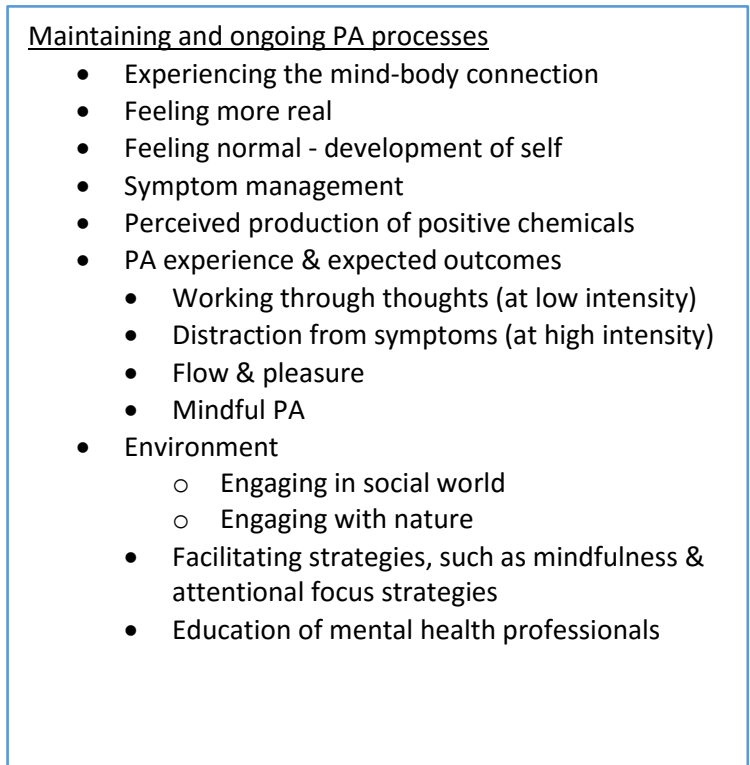 Maintaining and ongoing PA processes
• Experiencing the mind-body connection
• Feeling more real
• Feeling normal - development of self
• Symptom management
• Perceived production of positive chemicals
• PA experience & expected outcomes
• Working through thoughts (at low intensity)
• Distraction from symptoms (at high intensity)
• Flow & pleasure
• Mindful PA
• Environment
o Engaging in social world
o Engaging with nature
• Facilitating strategies, such as mindfulness &
attentional focus strategies
• Education of mental health professionals